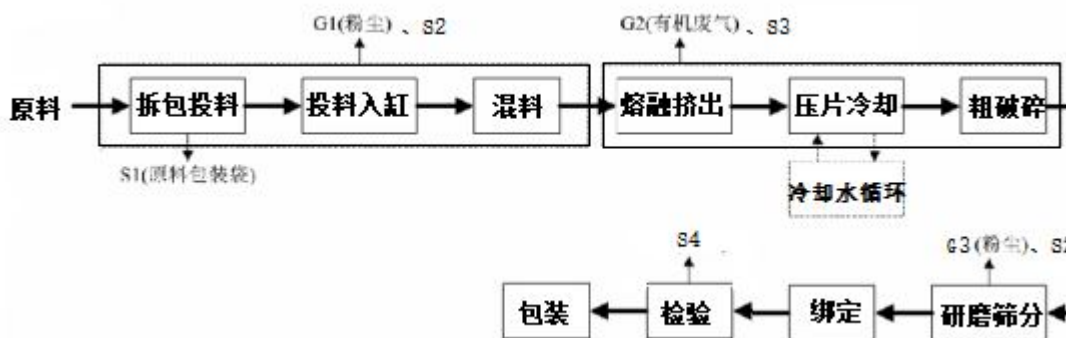 G1(粉尘)、S2
G2(有机废气)、S3
原料
拆包投料
投料入缸
混料
熔融挤出
压片冷却
粗破碎
S1(原料包装袋)
冷却水循环
S4
G3(粉尘)、S2
包装
检验
绑定
研磨筛分